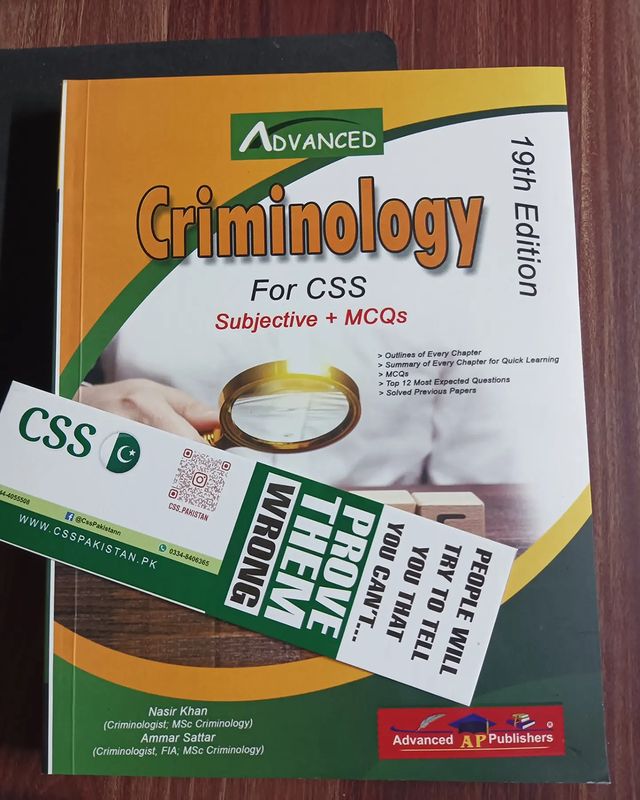 ADVANCED
19th Edition
Criminology
For CSS
Subjective + MCQs
> Outlines of Every Chapter
> Summary of Every Chapter for Quick Learning
> MCQs
> Top 12 Most Expected Questions
> Solved Previous Papers
CSS
CSS_PAKISTAN
44-4055508
@CssPakistann
0334-8406365
WWW.CSSPAKISTAN.PK
PEOPLE WILL
TRY TO TELL
YOU THAT
YOU CAN'T...
PROVE
THEM
WRONG
Nasir Khan
(Criminologist; MSc Criminology)
Ammar Sattar
(Criminologist, FIA; MSc Criminology)
Advanced AP Publishers ®